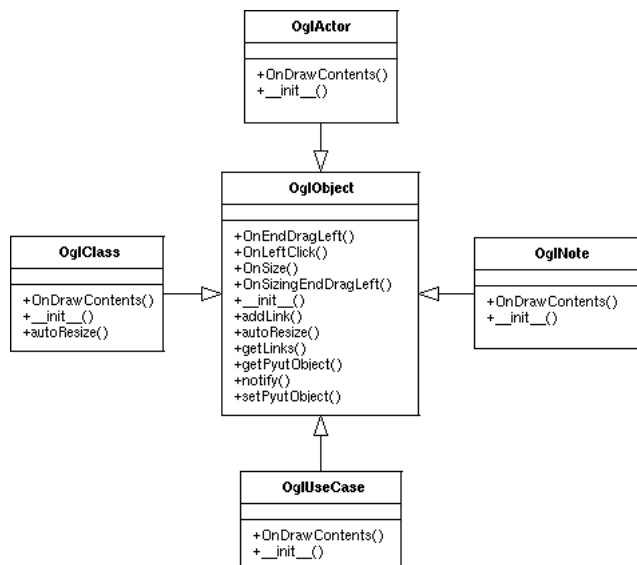 OglActor
+OnDrawContents()
+__init__()
OglObject
+OnEndDragLeft()
+OnLeftClick()
+OnSize()
+OnSizingEndDragLeft()
+__init__()
+addLink()
+autoResize()
+getLinks()
+getPyutObject()
+notify()
+setPyutObject()
OglClass
+OnDrawContents()
+__init__()
+autoResize()
OglNote
+OnDrawContents()
+__init__()
OglUseCase
+OnDrawContents()
+__init__()